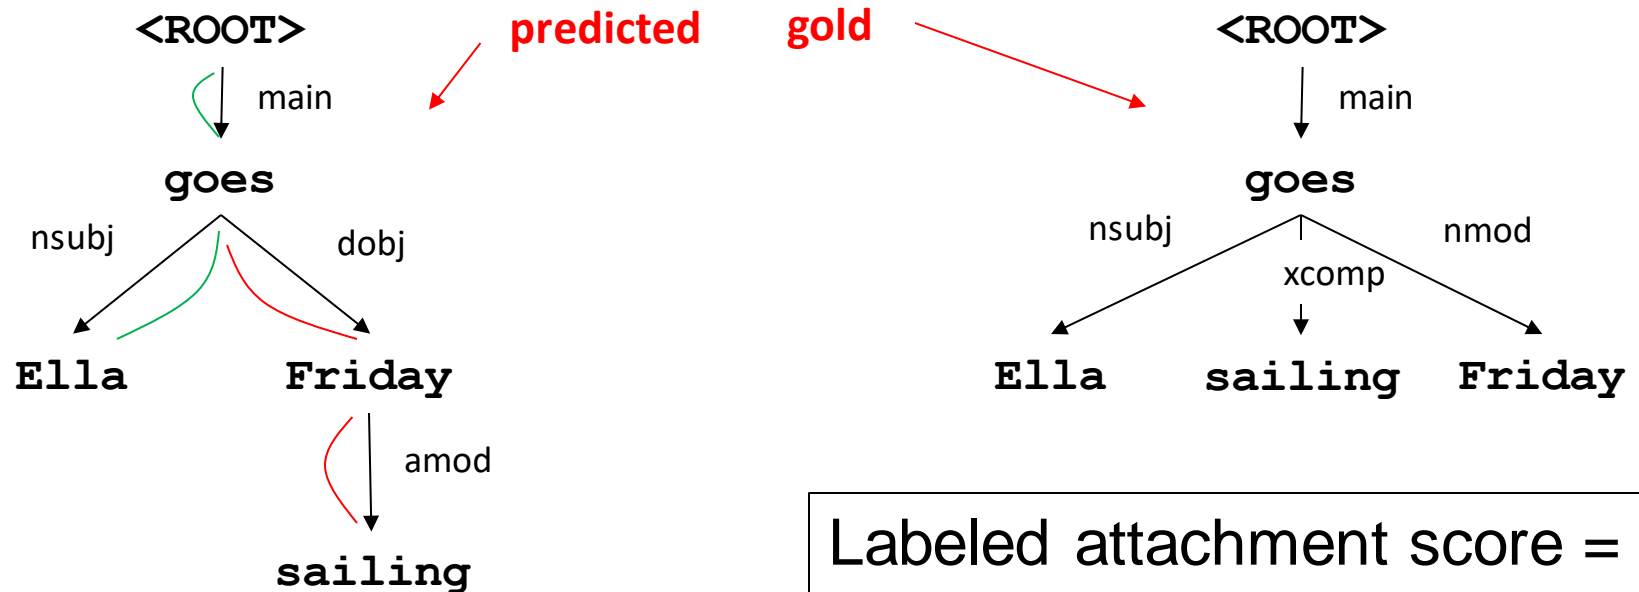 <ROOT> predicted gold <ROOT>
main main
goes goes
nsubj dobj nsubj nmod
xcomp
Ella Friday Ella sailing Friday
amod
Labeled attachment score =
sailing